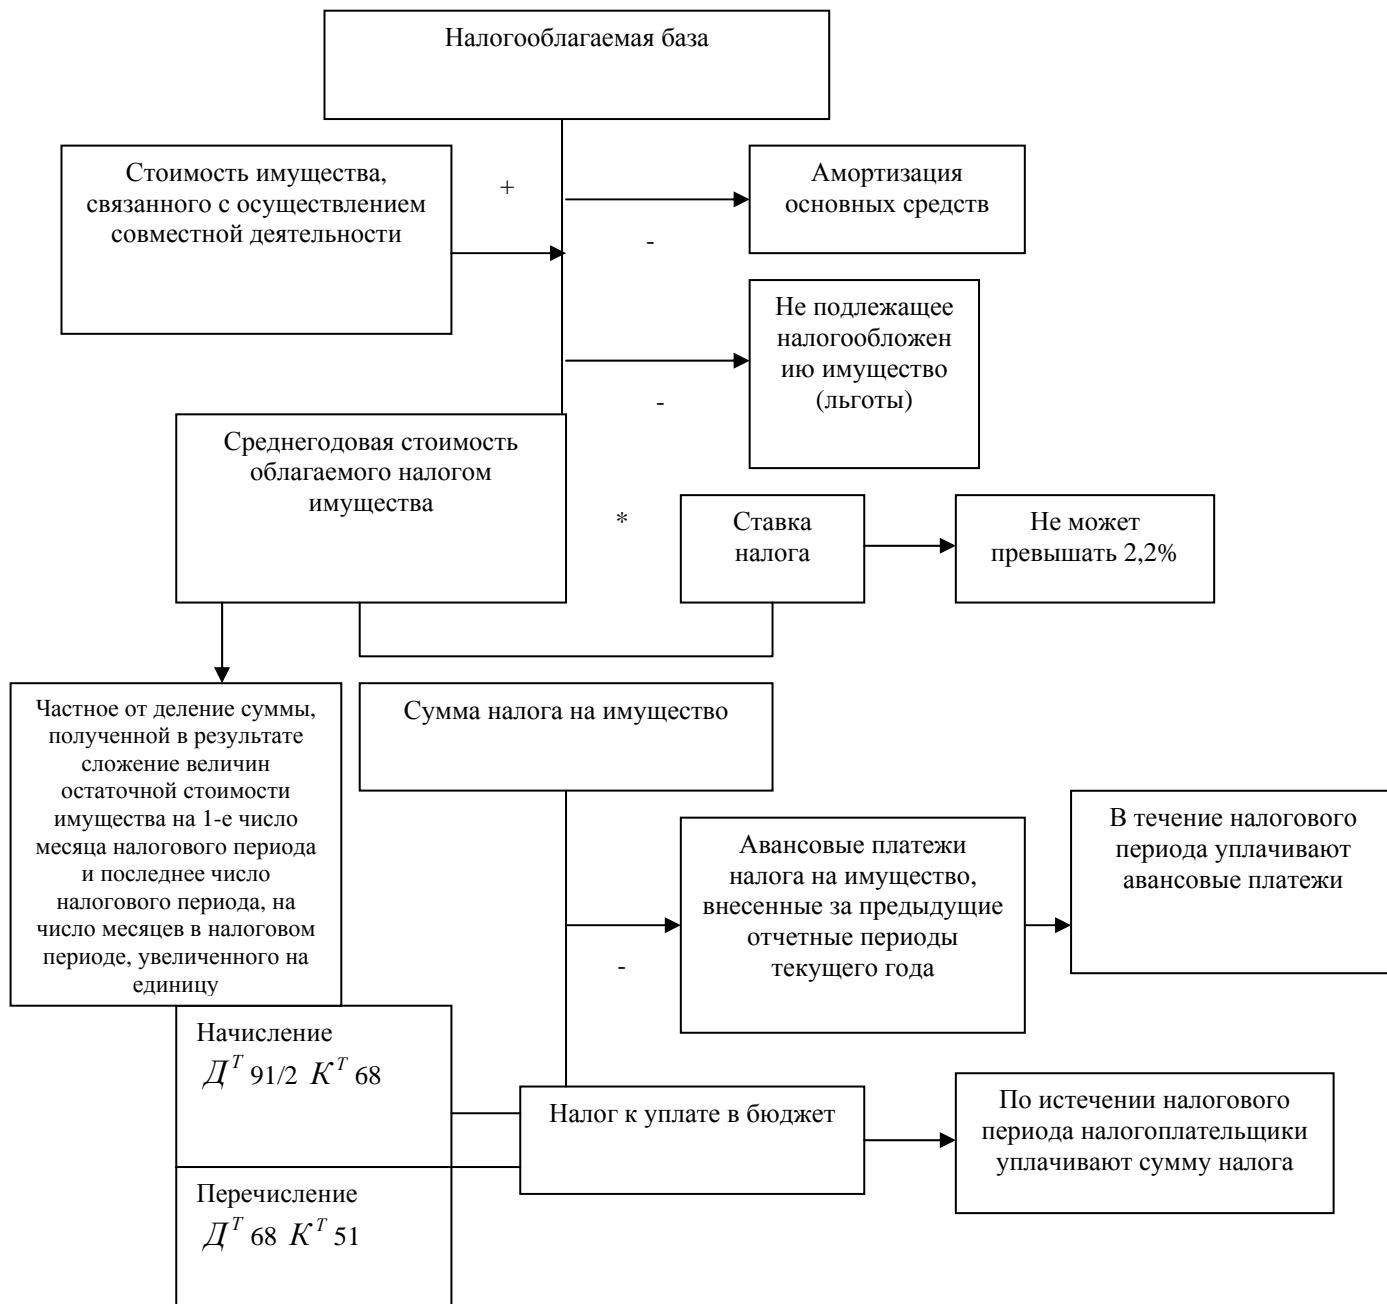 Налогооблагаемая база
Стоимость имущества,
связанного с осуществлением
совместной деятельности
+
-
Амортизация
основных средств
Не подлежащее
налогообложен
ию имущество
(льготы)
-
Среднегодовая стоимость
облагаемого налогом
имущества
*
Ставка
налога
Не может
превышать 2,2%
Частное от деление суммы,
полученной в результате
сложение величин
остаточной стоимости
имущества на 1-е число
месяца налогового периода
и последнее число
налогового периода, на
число месяцев в налоговом
периоде, увеличенного на
единицу
Сумма налога на имущество
-
Авансовые платежи
налога на имущество,
внесенные за предыдущие
отчетные периоды
текущего года
В течение налогового
периода уплачивают
авансовые платежи
Начисление
Д^Т 91/2 К^Т 68
Налог к уплате в бюджет
По истечении налогового
периода налогоплательщики
уплачивают сумму налога
Перечисление
Д^Т 68 К^Т 51